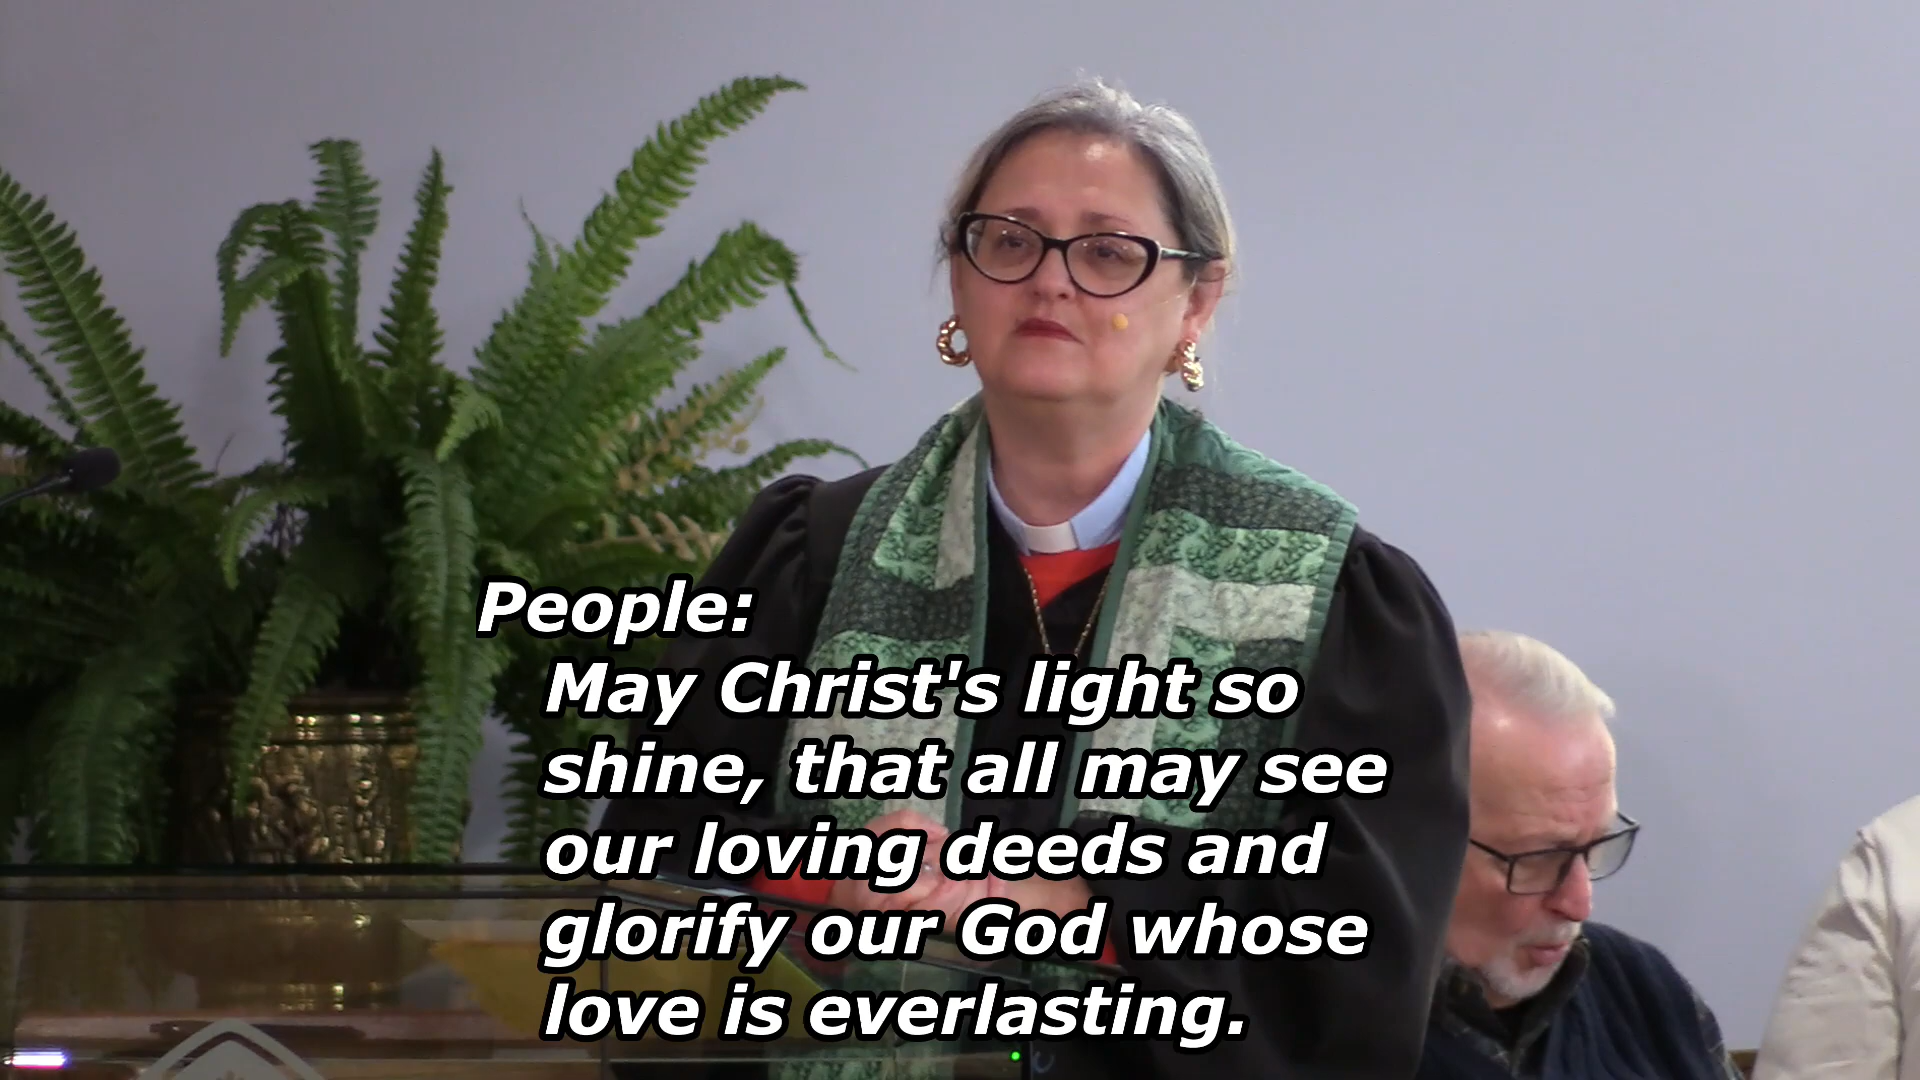 People:
May Christ's light so
shine, that all may see
our loving deeds and
glorify our God whose
love is everlasting.